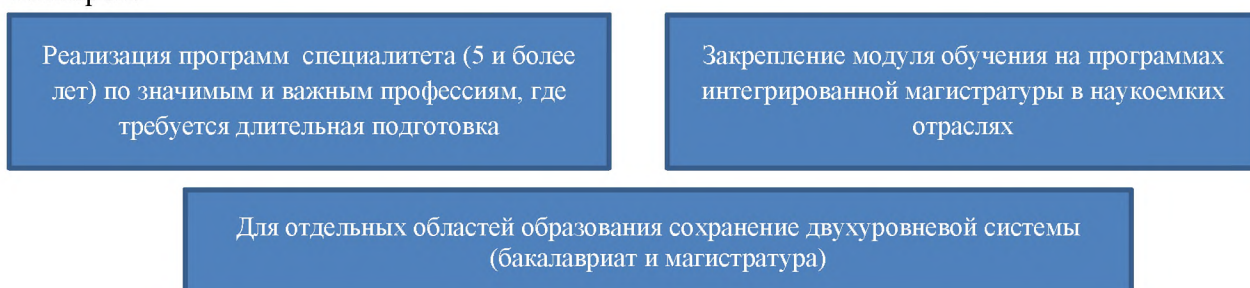 Реализация программ специалитета (5 и более
лет) по значимым и важным профессиям, где
требуется длительная подготовка
Закрепление модуля обучения на программах
интегрированной магистратуры в наукоемких
отраслях
Для отдельных областей образования сохранение двухуровневой системы
(бакалавриат и магистратура)